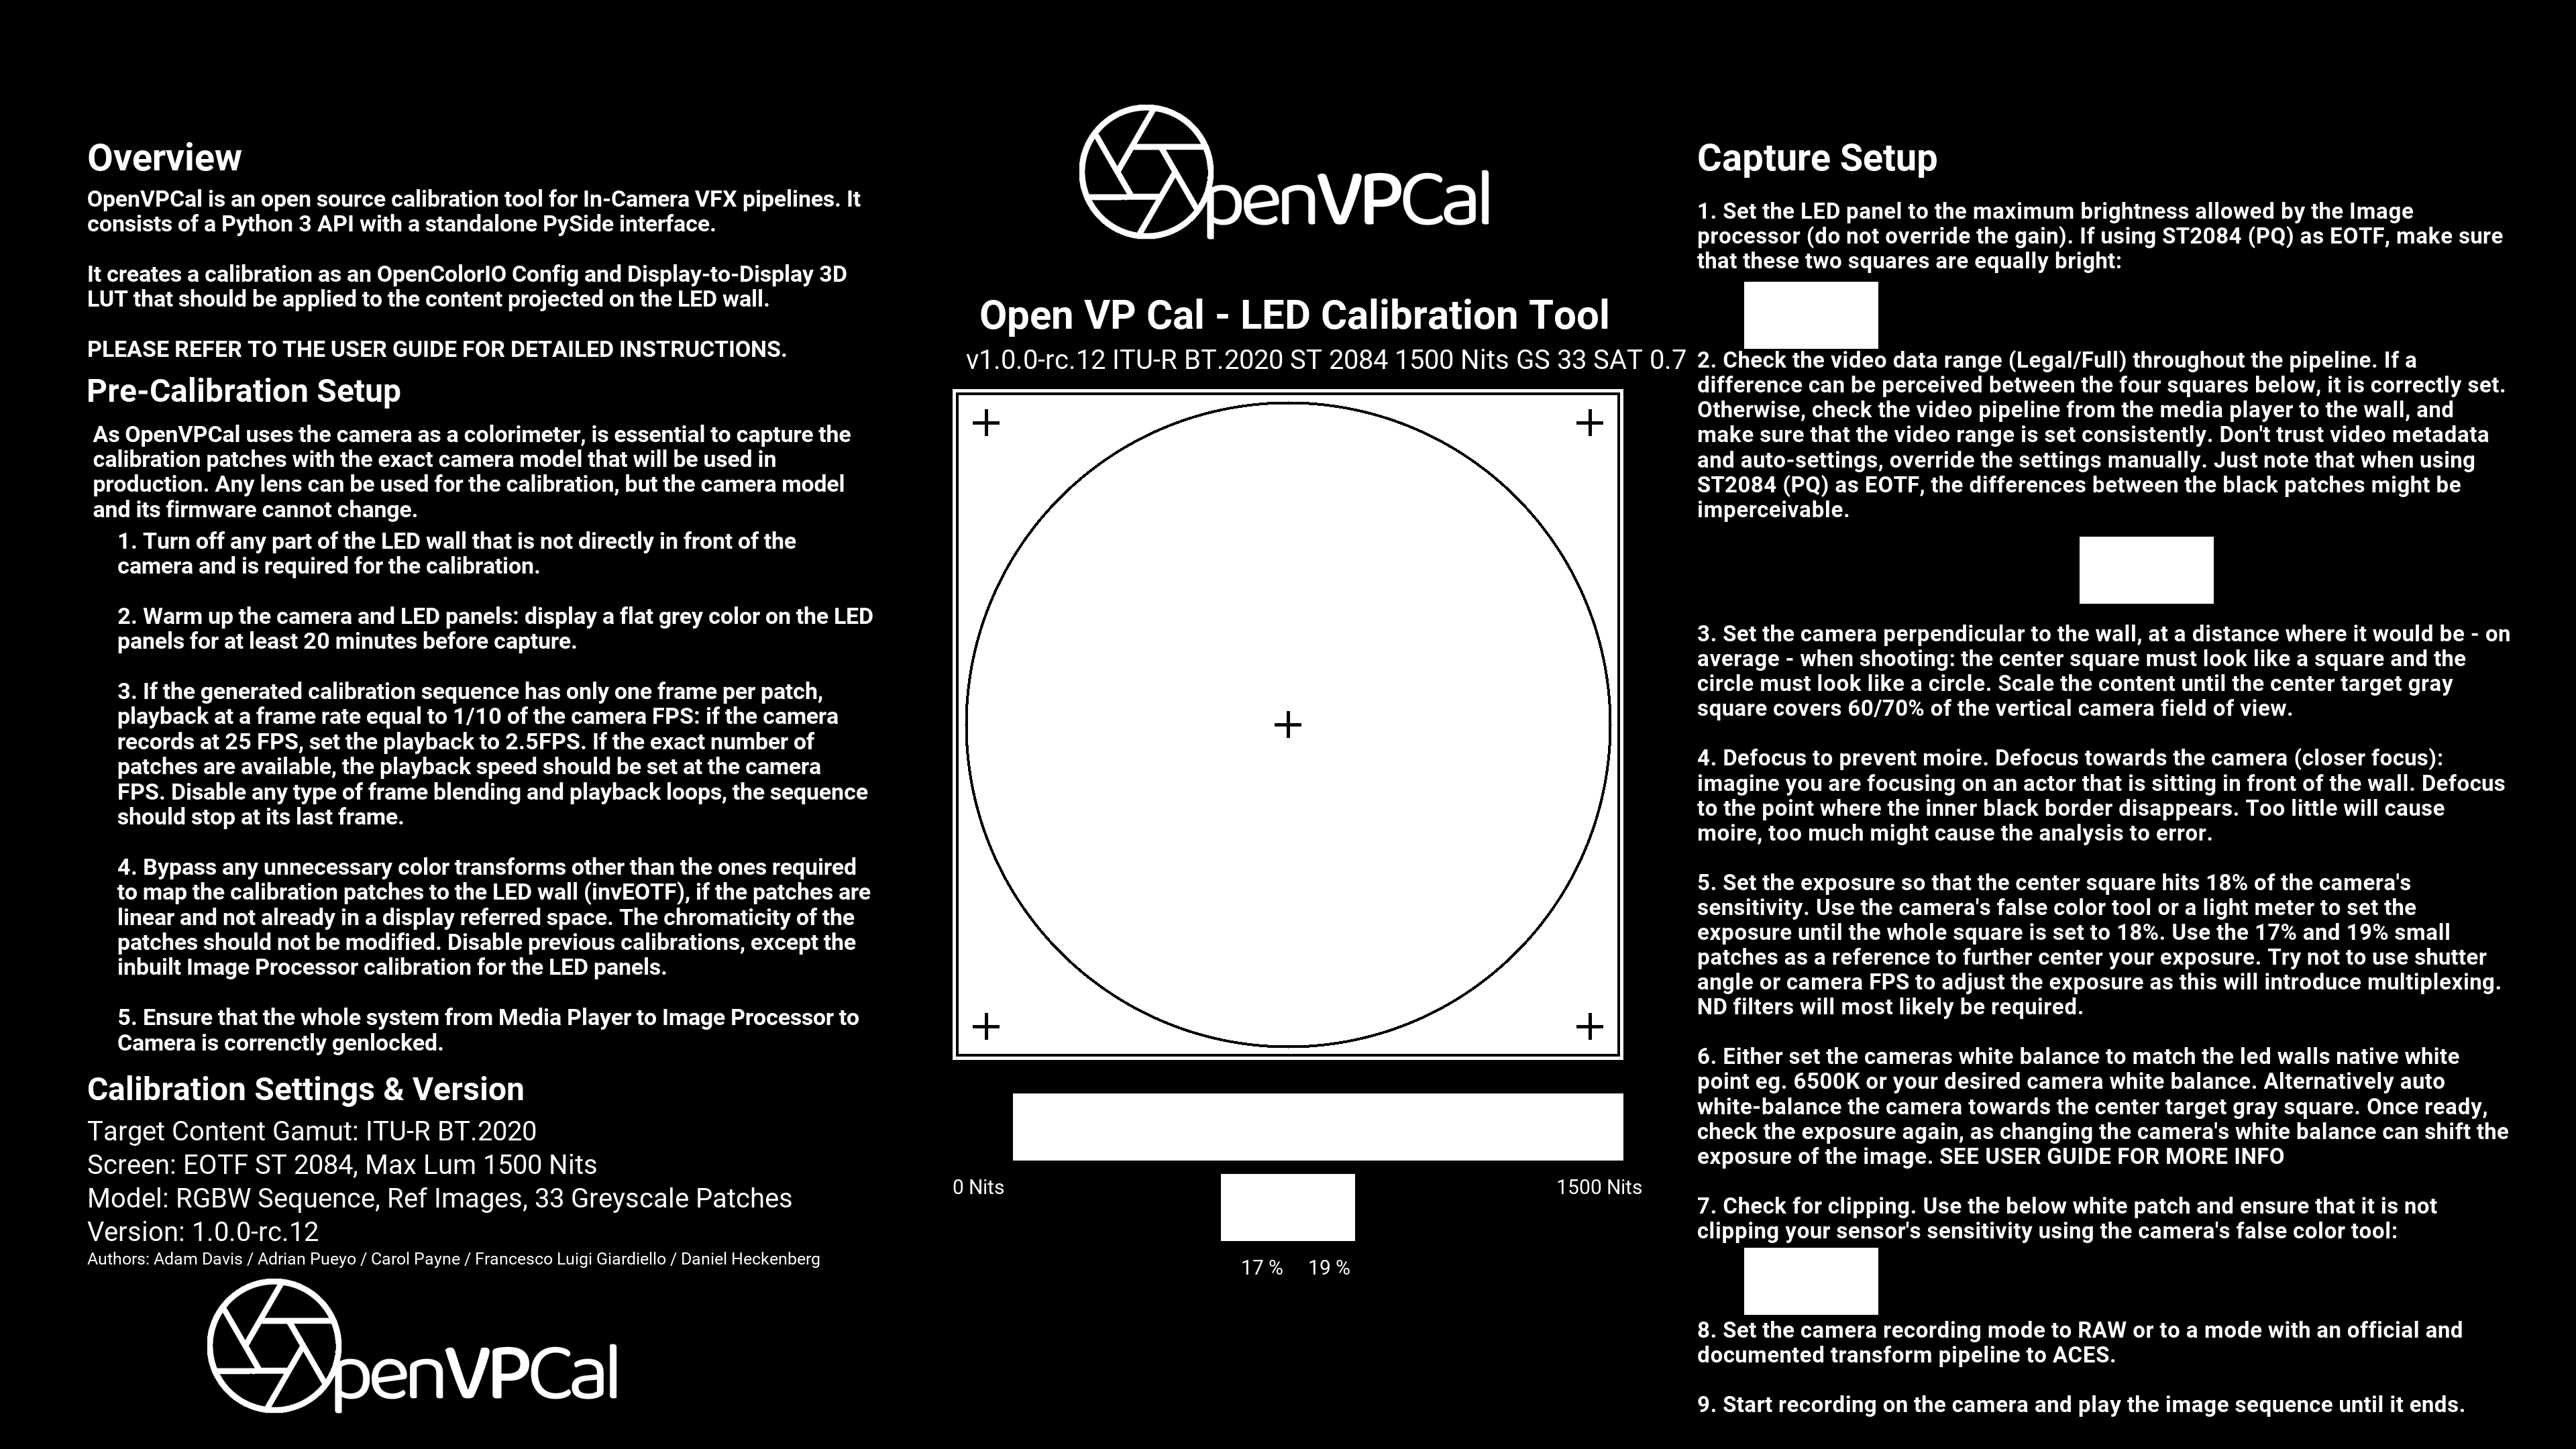 Overview
OpenVPCal is an open source calibration tool for In-Camera VFX pipelines. It
consists of a Python 3 API with a standalone PySide interface.
It creates a calibration as an OpenColorIO Config and Display-to-Display 3D
LUT that should be applied to the content projected on the LED wall.
PLEASE REFER TO THE USER GUIDE FOR DETAILED INSTRUCTIONS.
Pre-Calibration Setup
As OpenVPCal uses the camera as a colorimeter, is essential to capture the
calibration patches with the exact camera model that will be used in
production. Any lens can be used for the calibration, but the camera model
and its firmware cannot change.
1. Turn off any part of the LED wall that is not directly in front of the
camera and is required for the calibration.
2. Warm up the camera and LED panels: display a flat grey color on the LED
panels for at least 20 minutes before capture.
3. If the generated calibration sequence has only one frame per patch,
playback at a frame rate equal to 1/10 of the camera FPS: if the camera
records at 25 FPS, set the playback to 2.5FPS. If the exact number of
patches are available, the playback speed should be set at the camera
FPS. Disable any type of frame blending and playback loops, the sequence
should stop at its last frame.
4. Bypass any unnecessary color transforms other than the ones required
to map the calibration patches to the LED wall (invEOTF), if the patches are
linear and not already in a display referred space. The chromaticity of the
patches should not be modified. Disable previous calibrations, except the
inbuilt Image Processor calibration for the LED panels.
5. Ensure that the whole system from Media Player to Image Processor to
Camera is correnctly genlocked.
Calibration Settings & Version
Target Content Gamut: ITU-R BT.2020
Screen: EOTF ST 2084, Max Lum 1500 Nits
Model: RGBW Sequence, Ref Images, 33 Greyscale Patches
Version: 1.0.0-rc.12
Authors: Adam Davis / Adrian Pueyo / Carol Payne / Francesco Luigi Giardiello / Daniel Heckenberg
OpenVPCal
OpenVPCal
Open VP Cal - LED Calibration Tool
v1.0.0-rc.12 ITU-R BT.2020 ST 2084 1500 Nits GS 33 SAT 0.7
0 Nits
1500 Nits
17 % 19 %
Capture Setup
1. Set the LED panel to the maximum brightness allowed by the Image
processor (do not override the gain). If using ST2084 (PQ) as EOTF, make sure
that these two squares are equally bright:
2. Check the video data range (Legal/Full) throughout the pipeline. If a
difference can be perceived between the four squares below, it is correctly set.
Otherwise, check the video pipeline from the media player to the wall, and
make sure that the video range is set consistently. Don't trust video metadata
and auto-settings, override the settings manually. Just note that when using
ST2084 (PQ) as EOTF, the differences between the black patches might be
imperceivable.
3. Set the camera perpendicular to the wall, at a distance where it would be - on
average - when shooting: the center square must look like a square and the
circle must look like a circle. Scale the content until the center target gray
square covers 60/70% of the vertical camera field of view.
4. Defocus to prevent moire. Defocus towards the camera (closer focus):
imagine you are focusing on an actor that is sitting in front of the wall. Defocus
to the point where the inner black border disappears. Too little will cause
moire, too much might cause the analysis to error.
5. Set the exposure so that the center square hits 18% of the camera's
sensitivity. Use the camera's false color tool or a light meter to set the
exposure until the whole square is set to 18%. Use the 17% and 19% small
patches as a reference to further center your exposure. Try not to use shutter
angle or camera FPS to adjust the exposure as this will introduce multiplexing.
ND filters will most likely be required.
6. Either set the cameras white balance to match the led walls native white
point eg. 6500K or your desired camera white balance. Alternatively auto
white-balance the camera towards the center target gray square. Once ready,
check the exposure again, as changing the camera's white balance can shift the
exposure of the image. SEE USER GUIDE FOR MORE INFO
7. Check for clipping. Use the below white patch and ensure that it is not
clipping your sensor's sensitivity using the camera's false color tool:
8. Set the camera recording mode to RAW or to a mode with an official and
documented transform pipeline to ACES.
9. Start recording on the camera and play the image sequence until it ends.